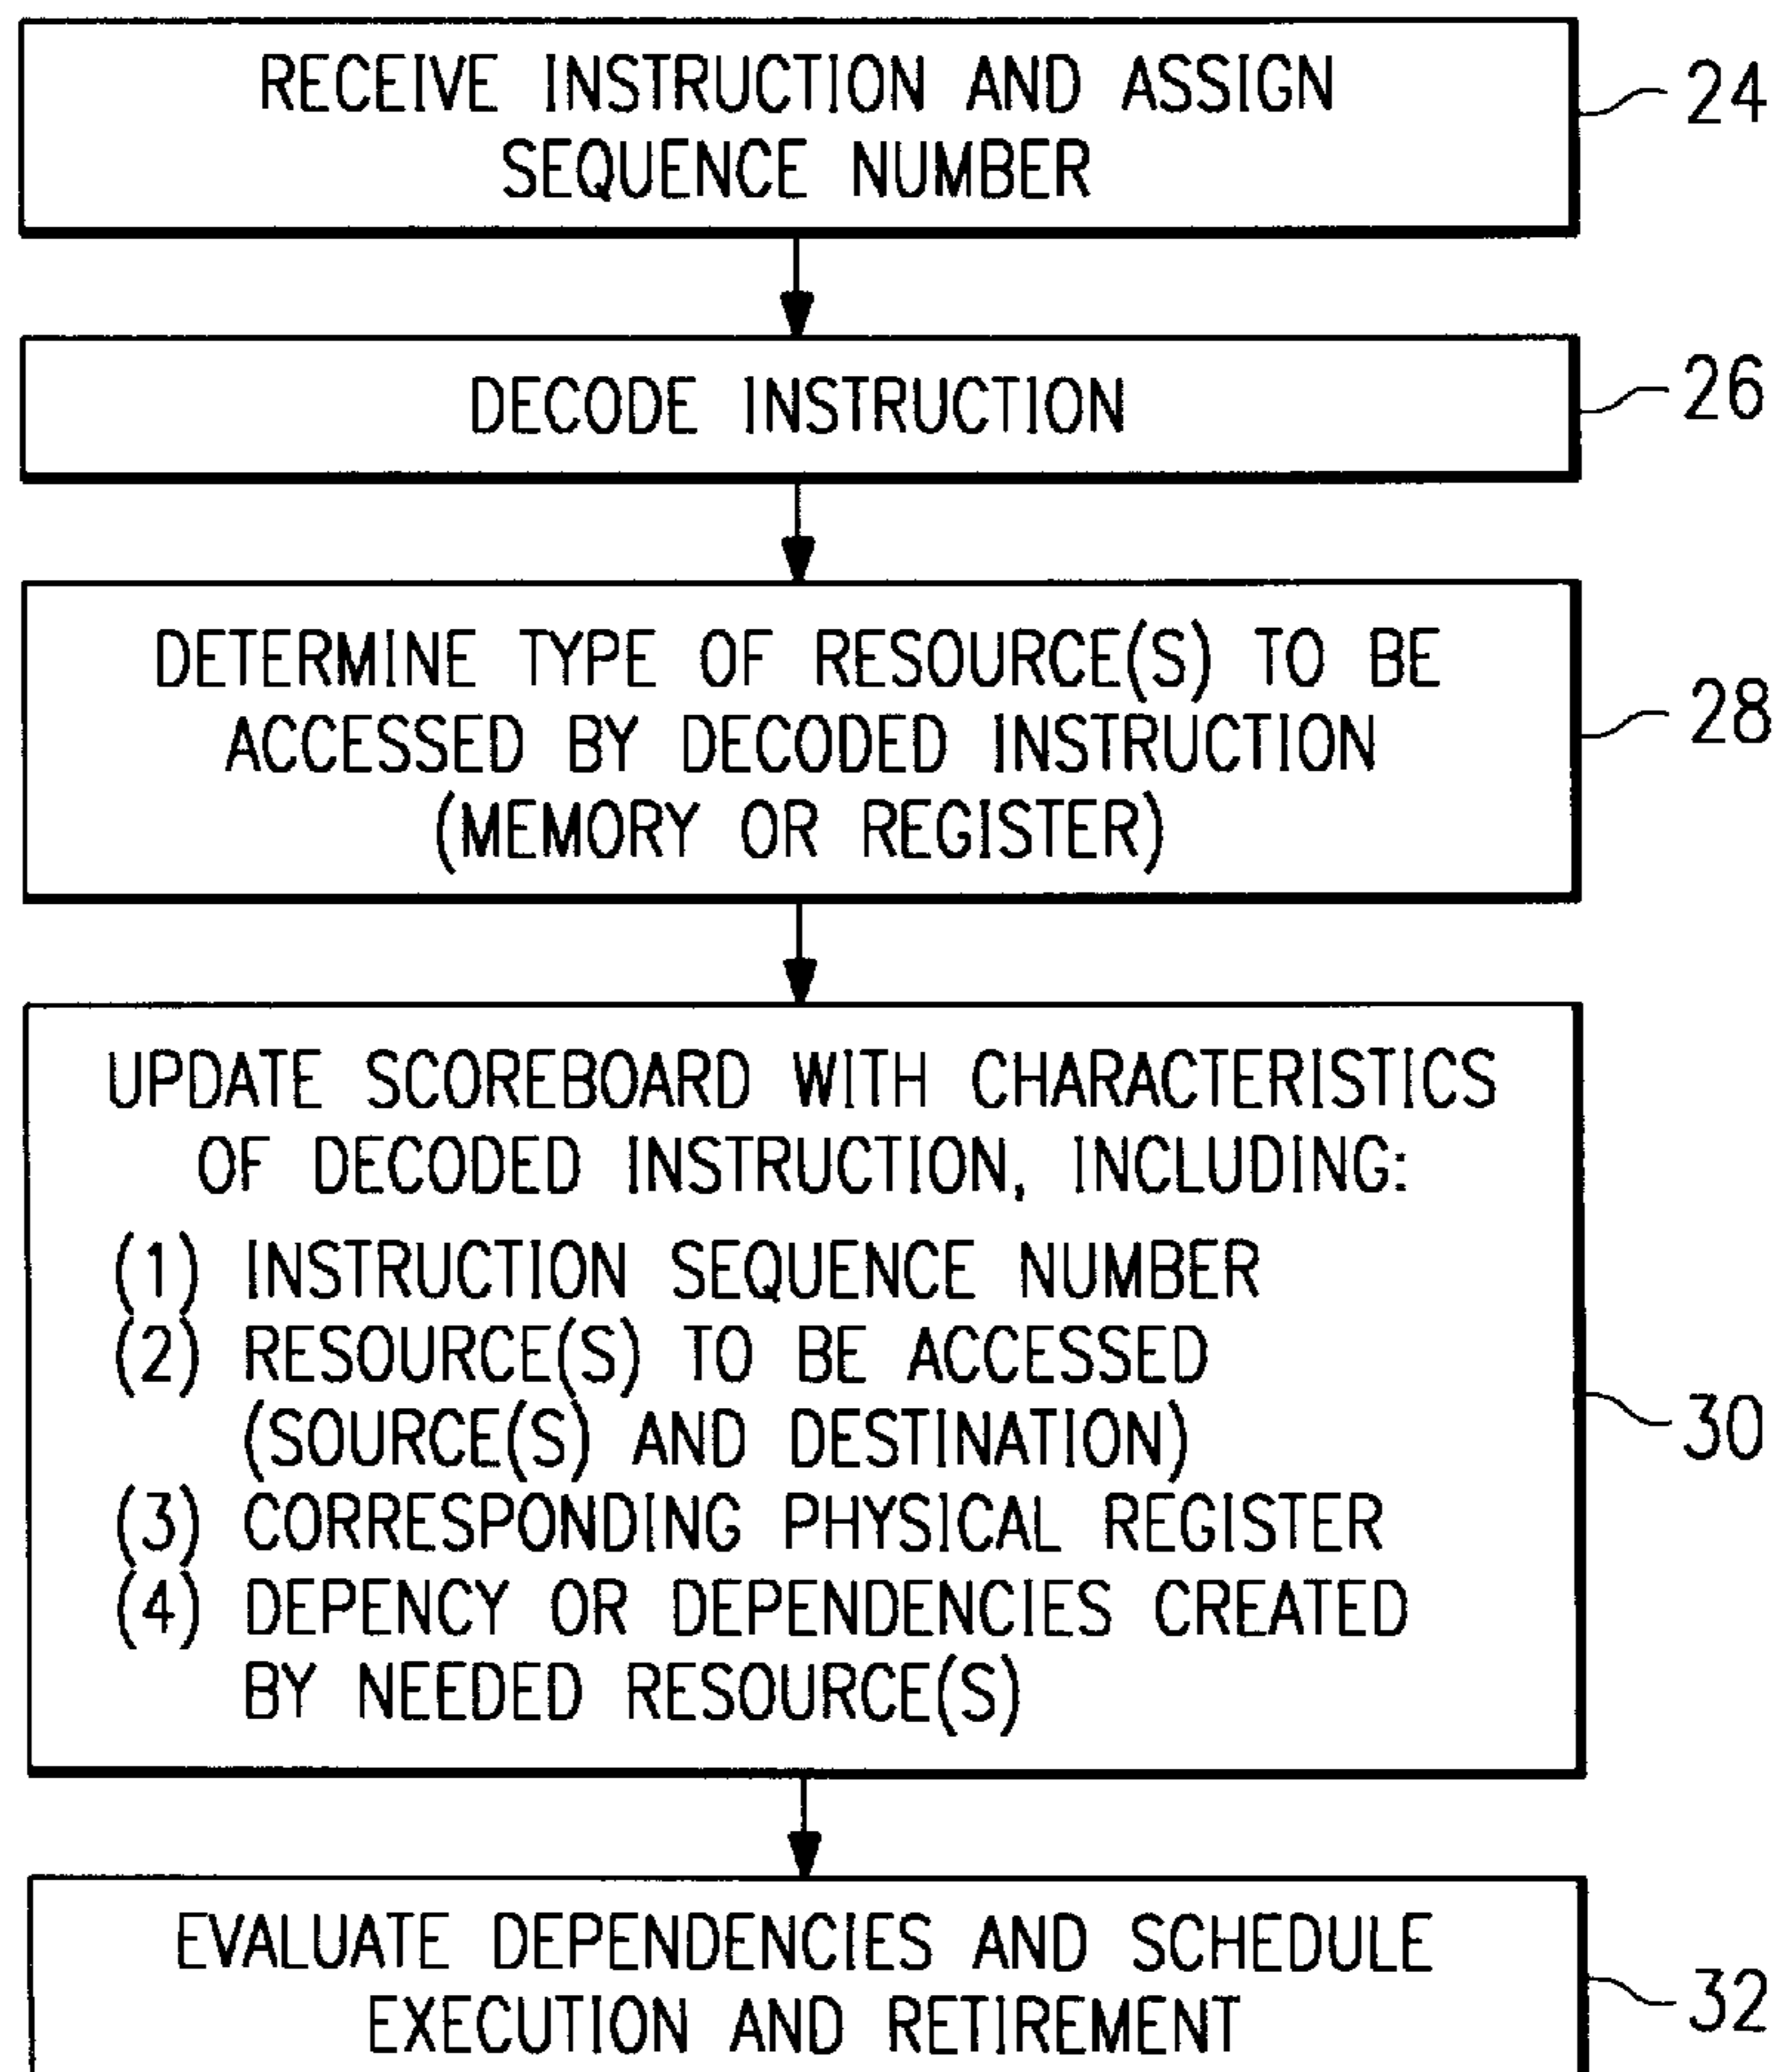 RECEIVE INSTRUCTION AND ASSIGN
SEQUENCE NUMBER
24
DECODE INSTRUCTION
26
DETERMINE TYPE OF RESOURCE(S) TO BE
ACCESSED BY DECODED INSTRUCTION
(MEMORY OR REGISTER)
28
UPDATE SCOREBOARD WITH CHARACTERISTICS
OF DECODED INSTRUCTION, INCLUDING:
(1) INSTRUCTION SEQUENCE NUMBER
(2) RESOURCE(S) TO BE ACCESSED
(SOURCE(S) AND DESTINATION)
(3) CORRESPONDING PHYSICAL REGISTER
(4) DEPENCY OR DEPENDENCIES CREATED
BY NEEDED RESOURCE(S)
30
EVALUATE DEPENDENCIES AND SCHEDULE
EXECUTION AND RETIREMENT
32